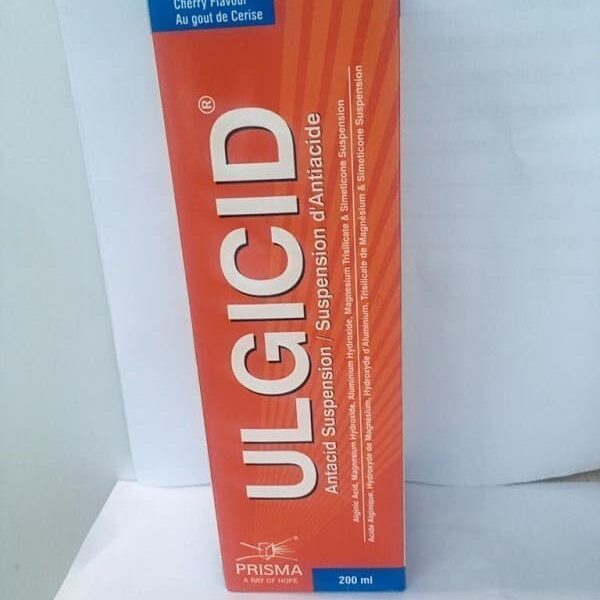 Cherry Flavour
Au gout de Cerise
ULGICID®
Antacid Suspension / Suspension d'Antiacide
Alginic Acid, Magnesium Hydroxide, Aluminium Hydroxide, Magnesium Trisilicate & Simeticone Suspension
Acide Alginique, Hydroxyde de Magnésium, Hydroxyde d'Aluminium, Trisilicate de Magnésium & Simeticone Suspension
PRISMA®
A RAY OF HOPE
200 ml